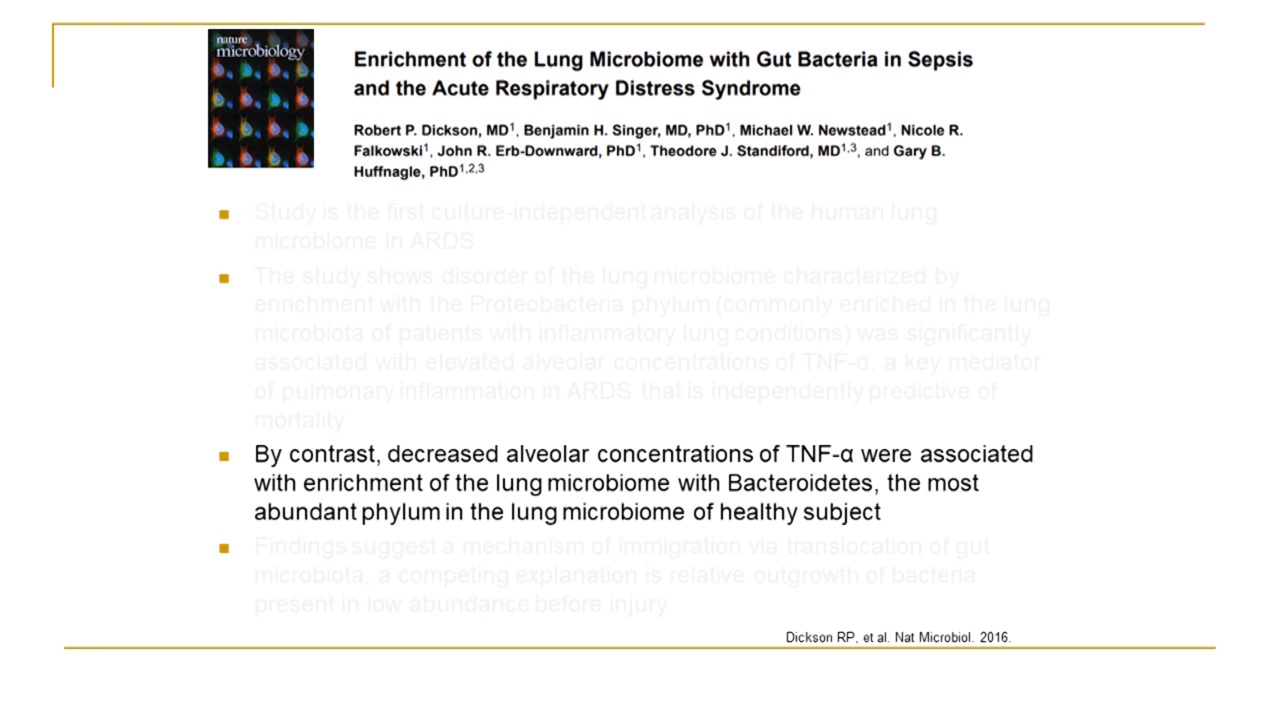 nature
microbiology
Enrichment of the Lung Microbiome with Gut Bacteria in Sepsis
and the Acute Respiratory Distress Syndrome
Robert P. Dickson, MD1, Benjamin H. Singer, MD, PhD1, Michael W. Newstead1, Nicole R.
Falkowski1, John R. Erb-Downward, PhD1, Theodore J. Standiford, MD1,3, and Gary B.
Huffnagle, PhD1,2,3
Study is the first culture-independent analysis of the human lung
microbiome in ARDS
The study shows disorder of the lung microbiome characterized by
enrichment with the Proteobacteria phylum (commonly enriched in the lung
microbiota of patients with inflammatory lung conditions) was significantly
associated with elevated alveolar concentrations of TNF-α, a key mediator
of pulmonary inflammation in ARDS that is independently predictive of
mortality
By contrast, decreased alveolar concentrations of TNF-α were associated
with enrichment of the lung microbiome with Bacteroidetes, the most
abundant phylum in the lung microbiome of healthy subject
Findings suggest a mechanism of immigration via translocation of gut
microbiota, a competing explanation is relative outgrowth of bacteria
present in low abundance before injury
Dickson RP, et al. Nat Microbiol. 2016.